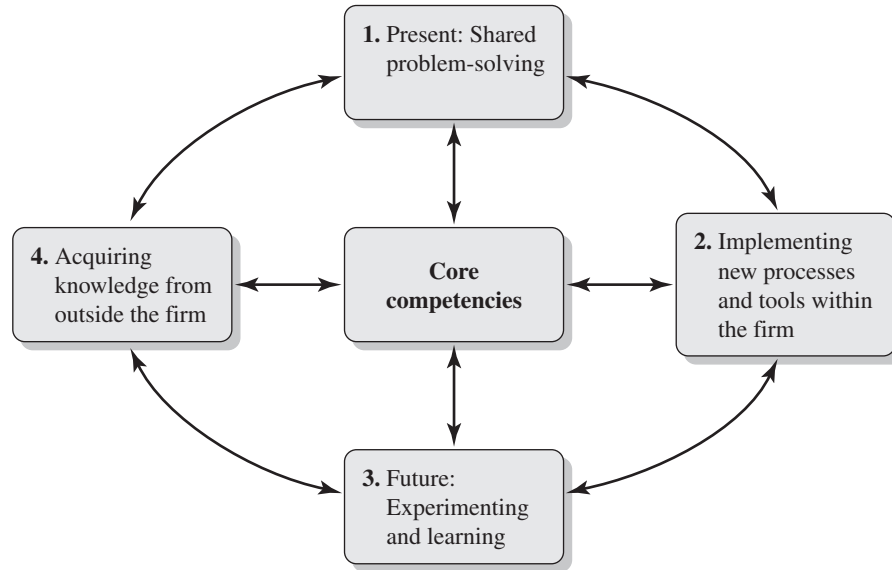 1. Present: Shared
problem-solving
4. Acquiring
knowledge from
outside the firm
Core
competencies
2. Implementing
new processes
and tools within
the firm
3. Future:
Experimenting
and learning